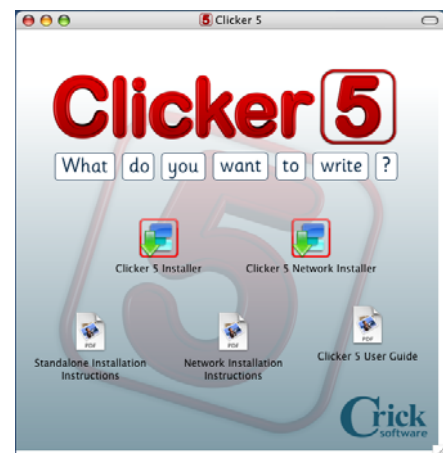 Clicker 5
Clicker 5
What do you want to write ?
Clicker 5 Installer
Clicker 5 Network Installer
Standalone Installation
Instructions
Network Installation
Instructions
Clicker 5 User Guide
PDF
PDF
PDF
Crick
software